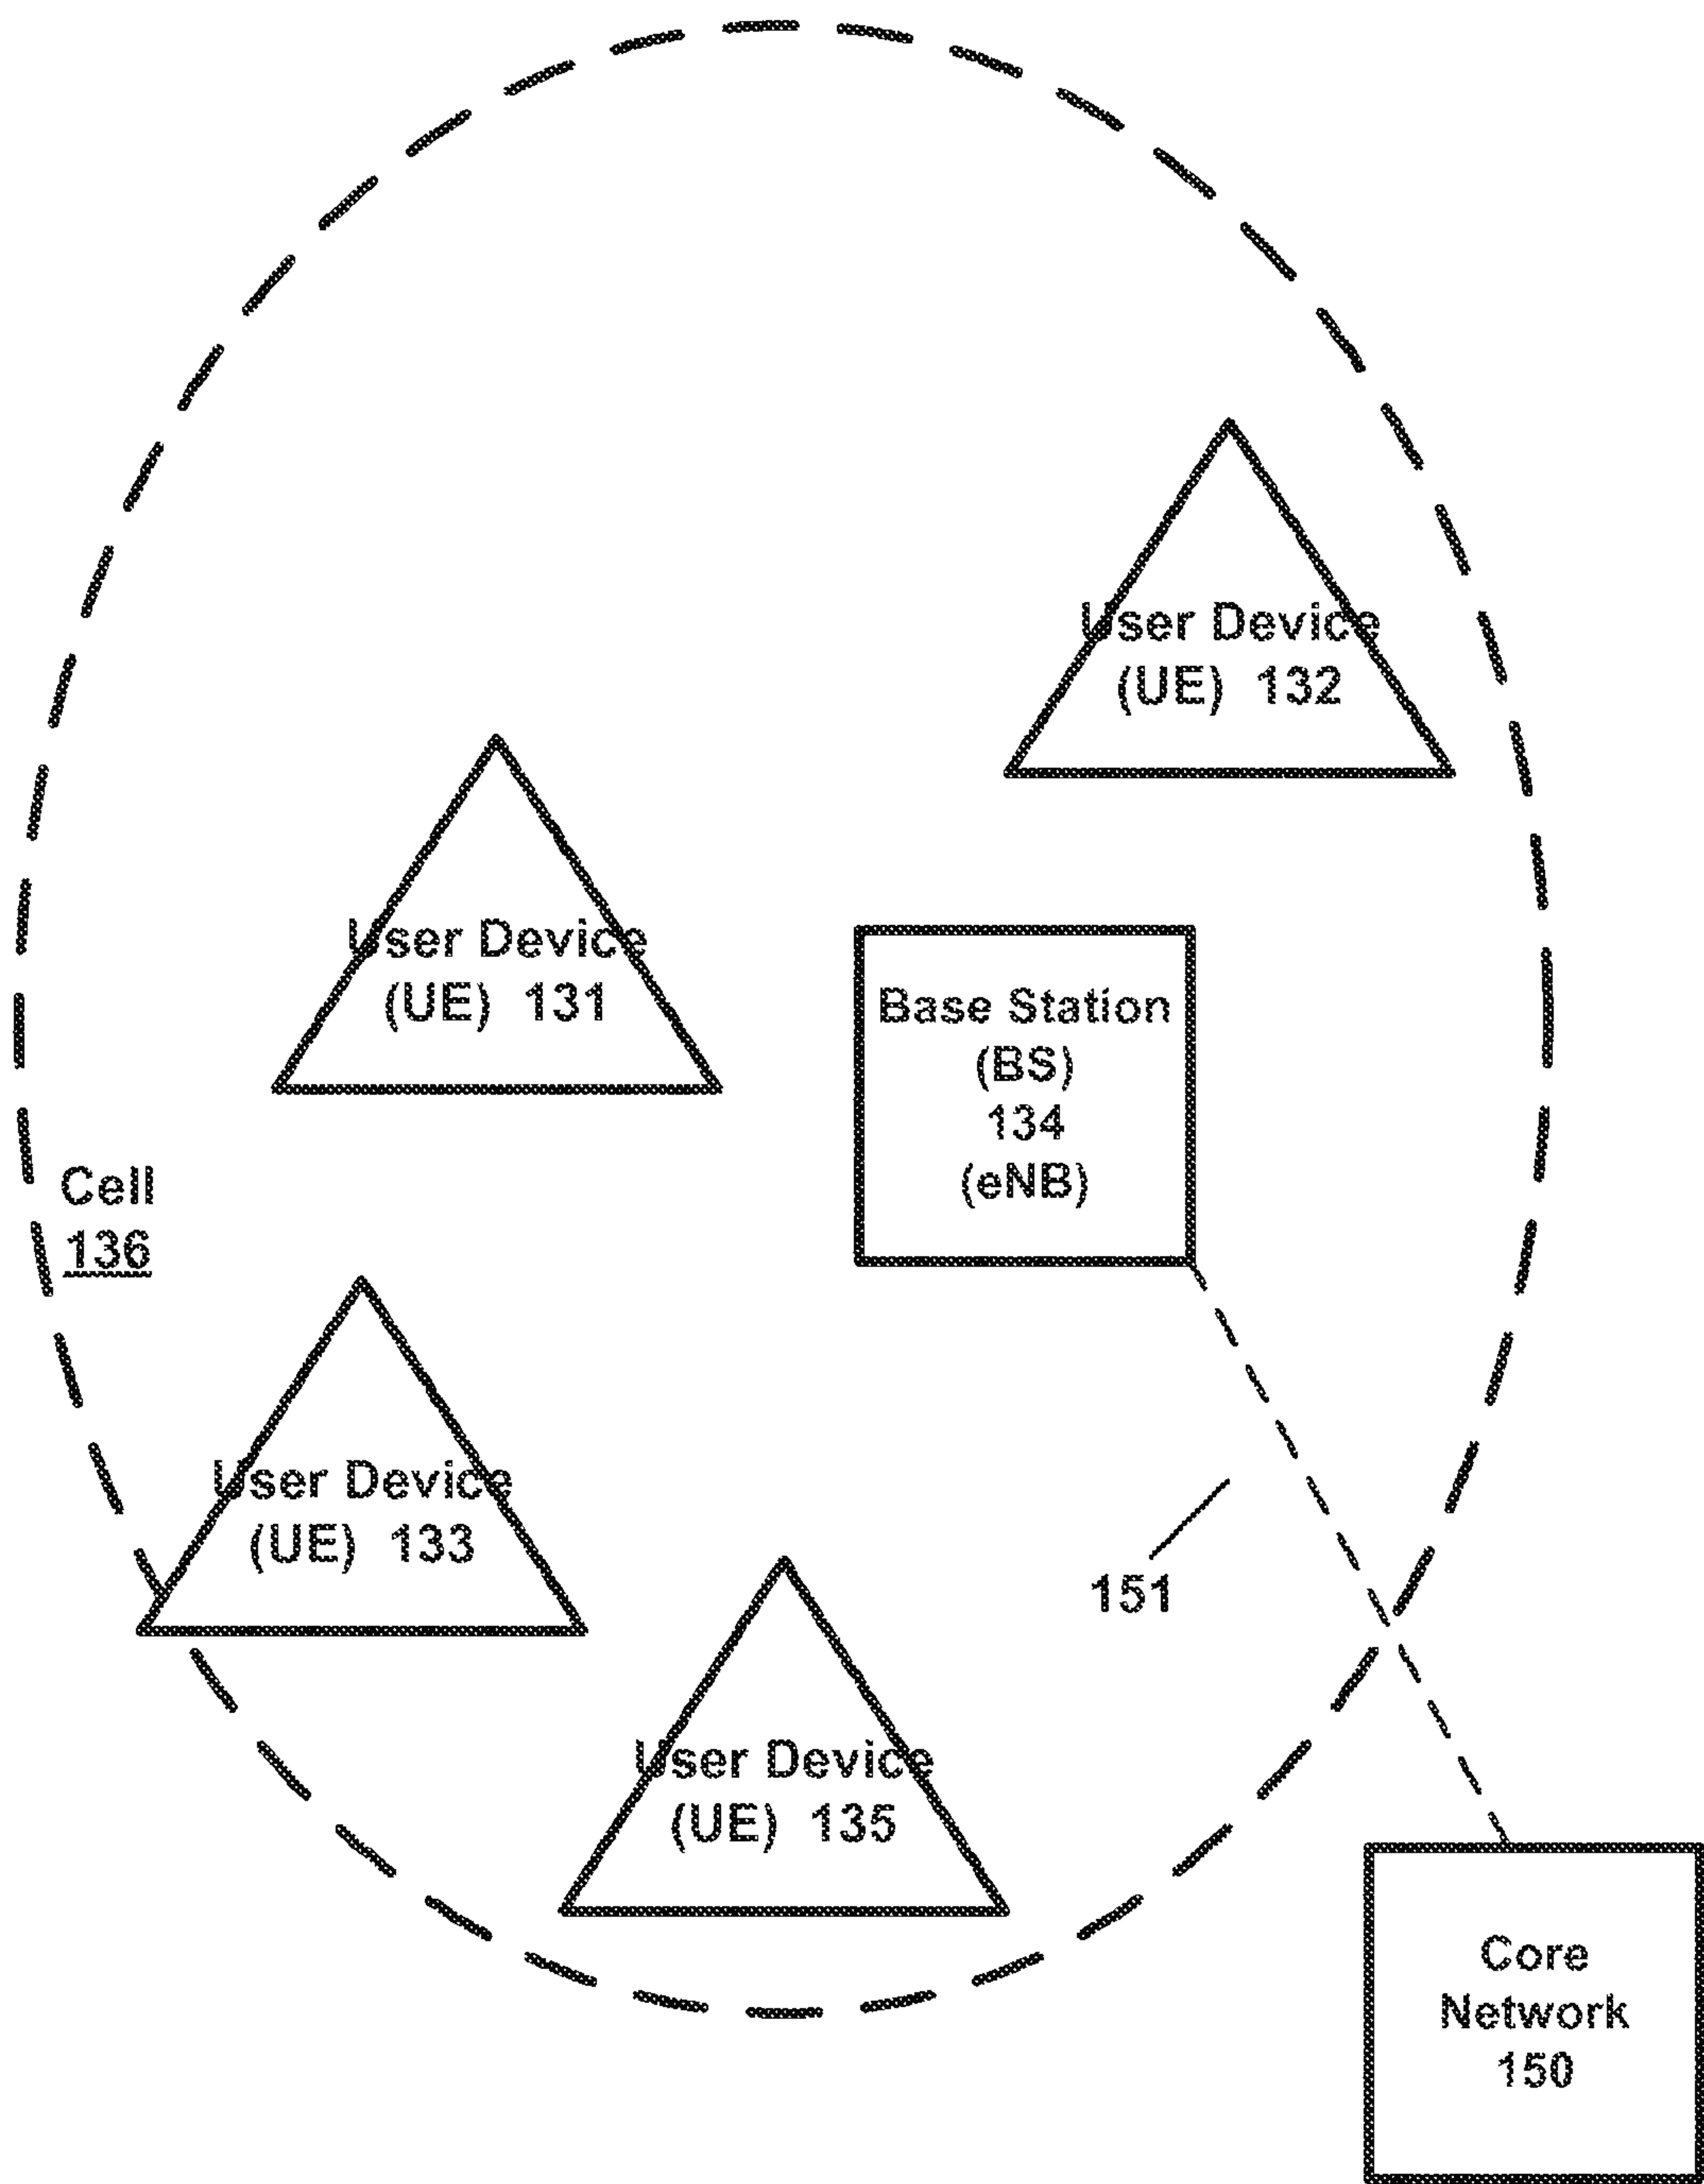 User Device
(UE) 132
User Device
(UE) 131
Base Station
(BS)
134
(eNB)
Cell
136
User Device
(UE) 133
151
User Device
(UE) 135
Core
Network
150